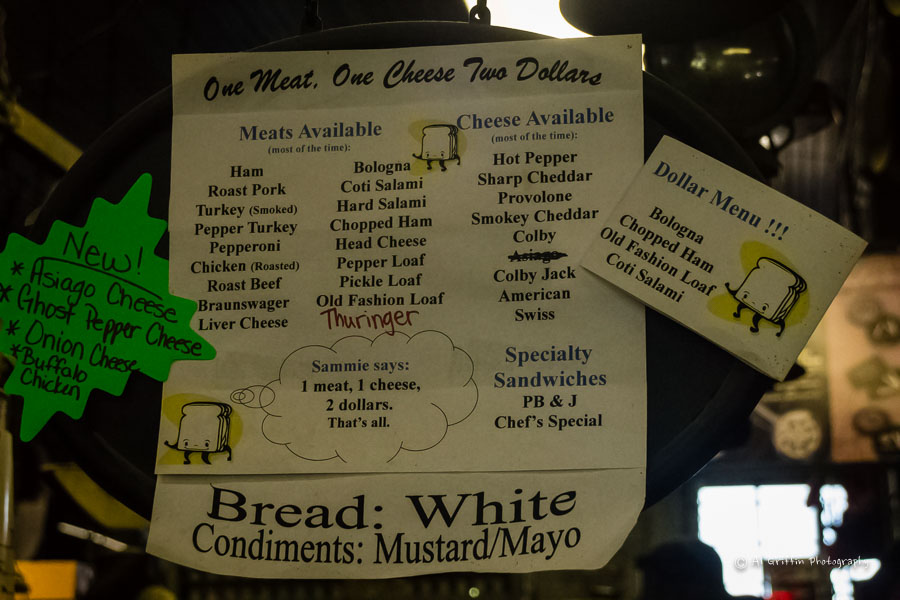 One Meat, One Cheese Two Dollars
Meats Available
(most of the time):
Ham
Roast Pork
Turkey (Smoked)
Pepper Turkey
Pepperoni
Chicken (Roasted)
Roast Beef
Braunswager
Liver Cheese
Bologna
Coti Salami
Hard Salami
Chopped Ham
Head Cheese
Pepper Loaf
Pickle Loaf
Old Fashion Loaf
Thuringer
Cheese Available
(most of the time):
Hot Pepper
Sharp Cheddar
Provolone
Smokey Cheddar
Colby
Asiago
Colby Jack
American
Swiss
Specialty
Sandwiches
PB & J
Chef's Special
Sammie says:
1 meat, 1 cheese,
2 dollars.
That's all.
Bread: White
Condiments: Mustard/Mayo
New!
* Asiago Cheese
* Ghost Pepper Cheese
* Onion Cheese
* Buffalo
Chicken
Dollar Menu !!!
Bologna
Chopped Ham
Old Fashion Loaf
Coti Salami
© Al Griffin Photography